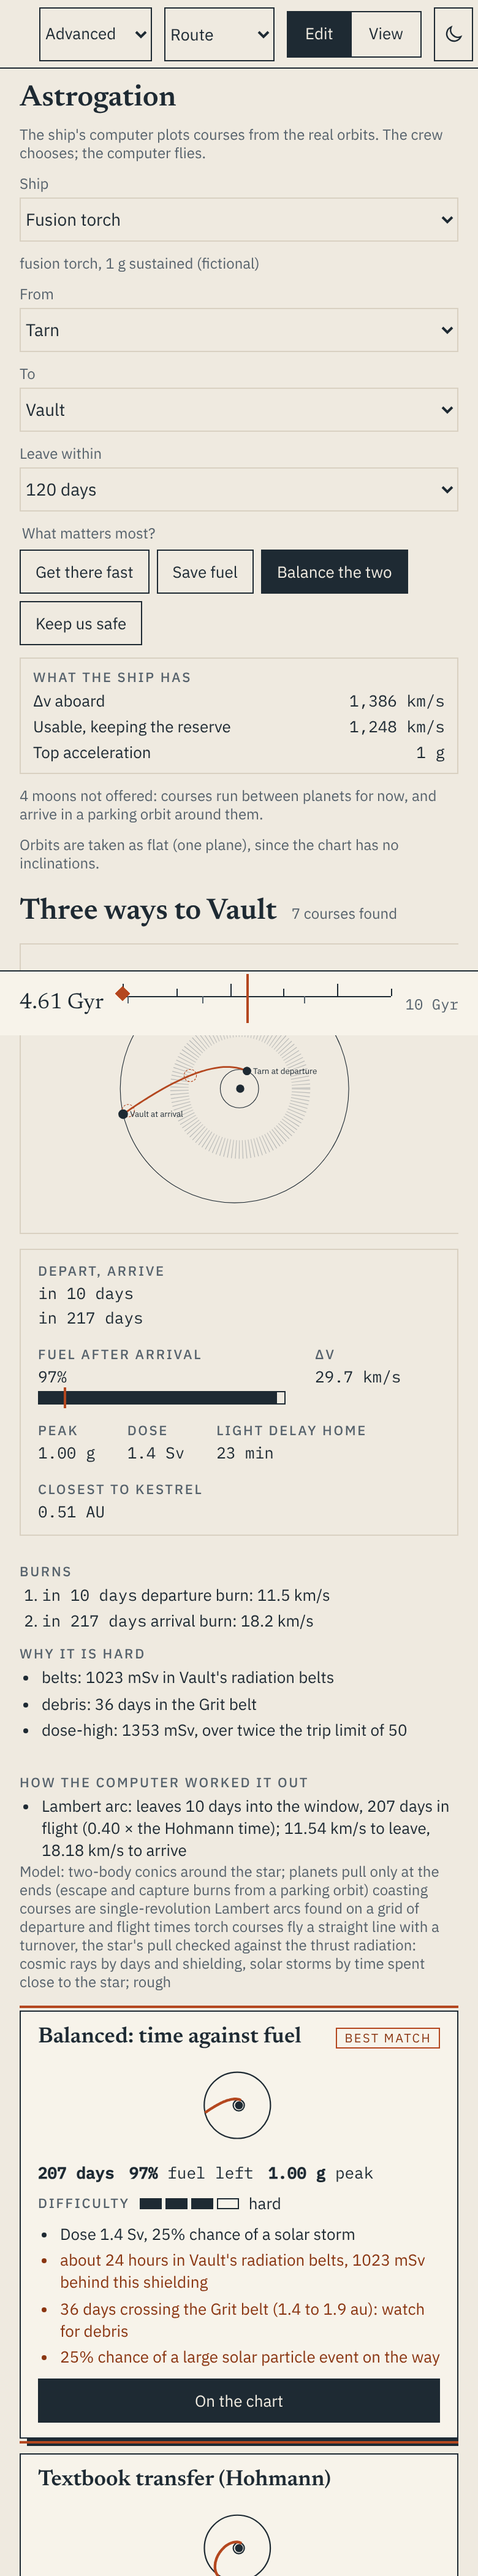 Advanced
Route
Edit
View
Astrogation
The ship's computer plots courses from the real orbits. The crew
chooses; the computer flies.
Ship
Fusion torch
fusion torch, 1 g sustained (fictional)
From
Tarn
To
Vault
Leave within
120 days
What matters most?
Get there fast
Save fuel
Balance the two
Keep us safe
WHAT THE SHIP HAS
Δv aboard 1,386 km/s
Usable, keeping the reserve 1,248 km/s
Top acceleration 1 g
4 moons not offered: courses run between planets for now, and
arrive in a parking orbit around them.
Orbits are taken as flat (one plane), since the chart has no
inclinations.
Three ways to Vault 7 courses found
4.61 Gyr
10 Gyr
Tarn at departure
Vault at arrival
DEPART, ARRIVE
in 10 days
in 217 days
FUEL AFTER ARRIVAL ΔV
97% 29.7 km/s
PEAK DOSE LIGHT DELAY HOME
1.00 g 1.4 Sv 23 min
CLOSEST TO KESTREL
0.51 AU
BURNS
1. in 10 days departure burn: 11.5 km/s
2. in 217 days arrival burn: 18.2 km/s
WHY IT IS HARD
• belts: 1023 mSv in Vault's radiation belts
• debris: 36 days in the Grit belt
• dose-high: 1353 mSv, over twice the trip limit of 50
HOW THE COMPUTER WORKED IT OUT
• Lambert arc: leaves 10 days into the window, 207 days in
flight (0.40 × the Hohmann time); 11.54 km/s to leave,
18.18 km/s to arrive
Model: two-body conics around the star; planets pull only at the
ends (escape and capture burns from a parking orbit) coasting
courses are single-revolution Lambert arcs found on a grid of
departure and flight times torch courses fly a straight line with a
turnover, the star's pull checked against the thrust radiation:
cosmic rays by days and shielding, solar storms by time spent
close to the star; rough
Balanced: time against fuel BEST MATCH
207 days 97% fuel left 1.00 g peak
DIFFICULTY hard
• Dose 1.4 Sv, 25% chance of a solar storm
• about 24 hours in Vault's radiation belts, 1023 mSv
behind this shielding
• 36 days crossing the Grit belt (1.4 to 1.9 au): watch
for debris
• 25% chance of a large solar particle event on the way
On the chart
Textbook transfer (Hohmann)